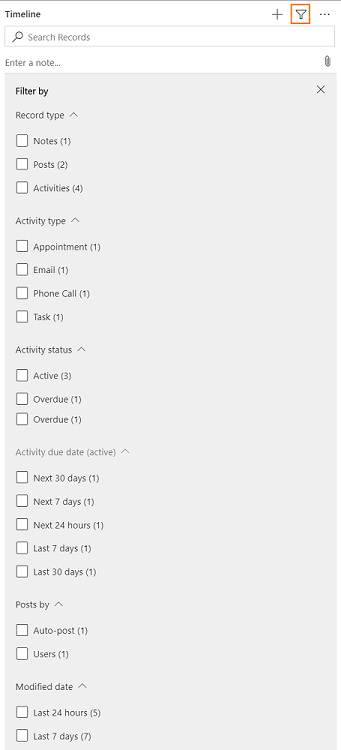 Timeline
Search Records
Enter a note...
Filter by
Record type
Notes (1)
Posts (2)
Activities (4)
Activity type
Appointment (1)
Email (1)
Phone Call (1)
Task (1)
Activity status
Active (3)
Overdue (1)
Overdue (1)
Activity due date (active)
Next 30 days (1)
Next 7 days (1)
Next 24 hours (1)
Last 7 days (1)
Last 30 days (1)
Posts by
Auto-post (1)
Users (1)
Modified date
Last 24 hours (5)
Last 7 days (7)